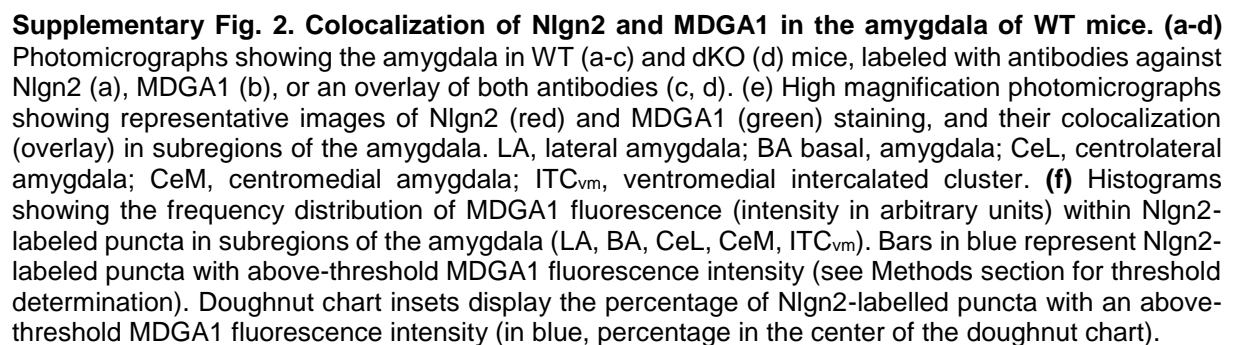 Supplementary Fig. 2. Colocalization of Nlgn2 and MDGA1 in the amygdala of WT mice. (a-d)
Photomicrographs showing the amygdala in WT (a-c) and dKO (d) mice, labeled with antibodies against
Nlgn2 (a), MDGA1 (b), or an overlay of both antibodies (c, d). (e) High magnification photomicrographs
showing representative images of Nlgn2 (red) and MDGA1 (green) staining, and their colocalization
(overlay) in subregions of the amygdala. LA, lateral amygdala; BA basal, amygdala; CeL, centrolateral
amygdala; CeM, centromedial amygdala; ITCvm, ventromedial intercalated cluster. (f) Histograms
showing the frequency distribution of MDGA1 fluorescence (intensity in arbitrary units) within Nlgn2-
labeled puncta in subregions of the amygdala (LA, BA, CeL, CeM, ITCvm). Bars in blue represent Nlgn2-
labeled puncta with above-threshold MDGA1 fluorescence intensity (see Methods section for threshold
determination). Doughnut chart insets display the percentage of Nlgn2-labelled puncta with an above-
threshold MDGA1 fluorescence intensity (in blue, percentage in the center of the doughnut chart).